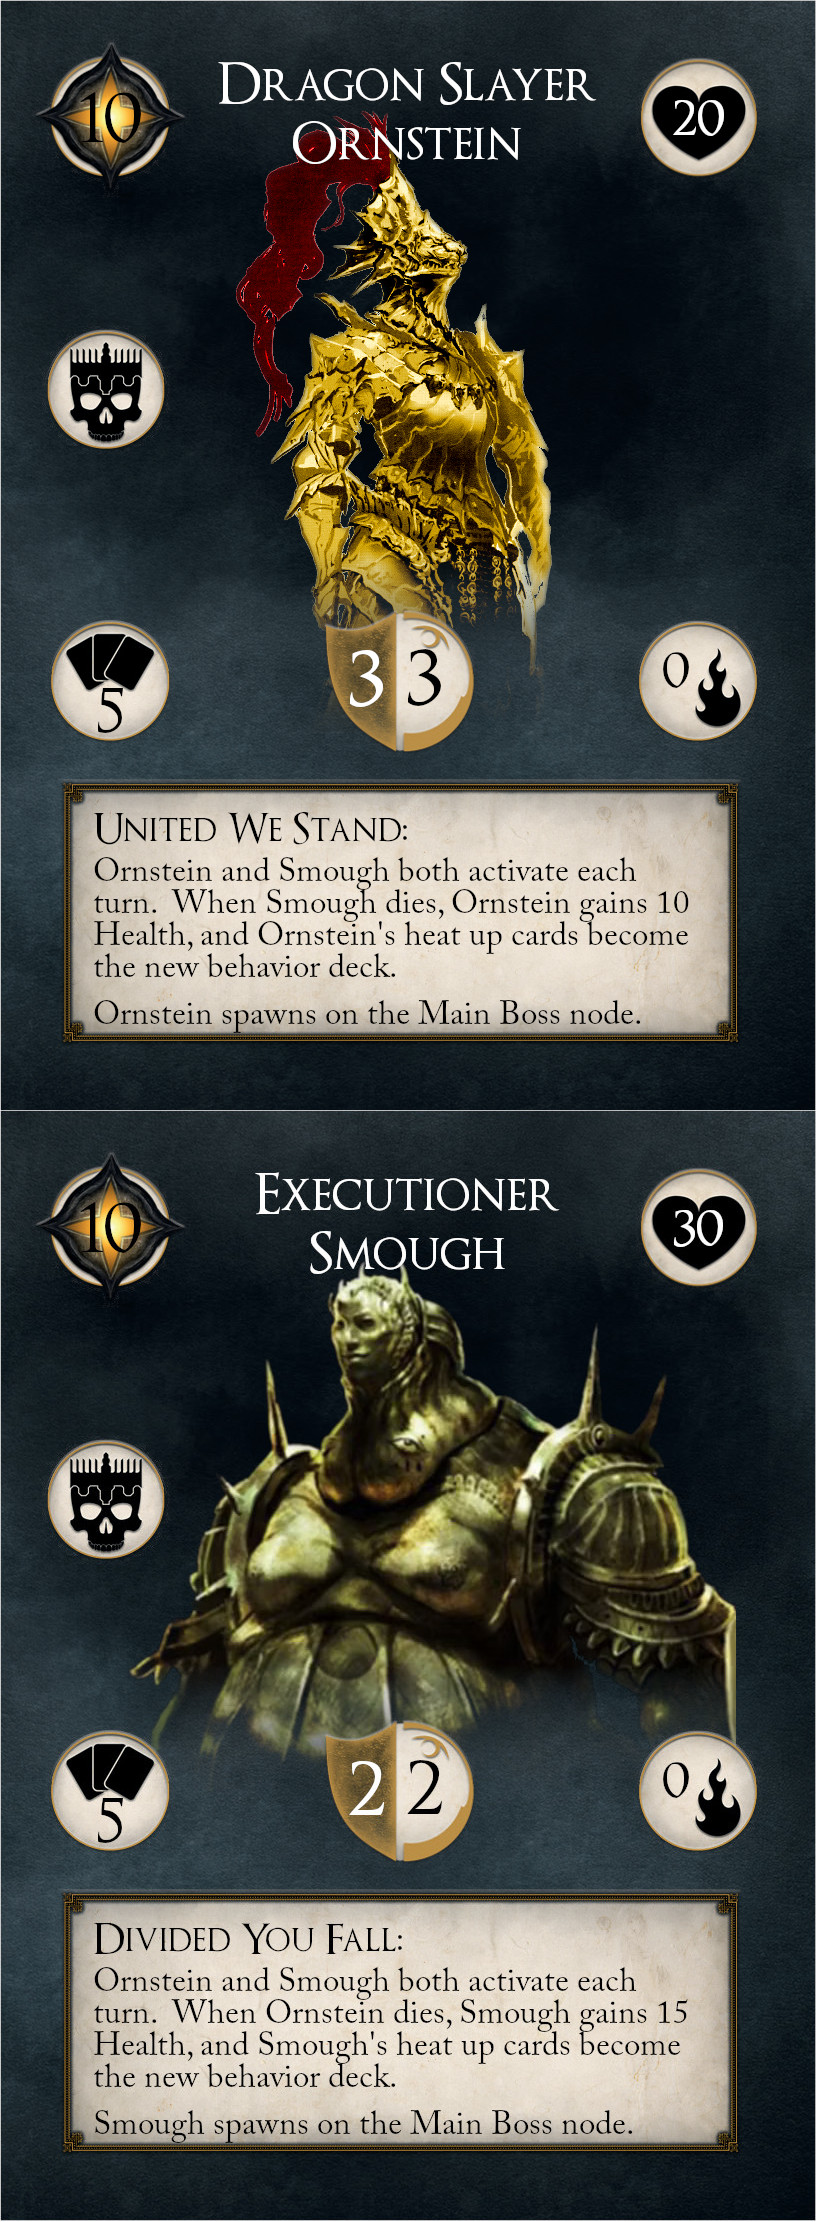 10
Dragon Slayer
Ornstein
20
5
3 3
0
United We Stand:
Ornstein and Smough both activate each
turn. When Smough dies, Ornstein gains 10
Health, and Ornstein's heat up cards become
the new behavior deck.
Ornstein spawns on the Main Boss node.
10
Executioner
Smough
30
5
2 2
0
Divided You Fall:
Ornstein and Smough both activate each
turn. When Ornstein dies, Smough gains 15
Health, and Smough's heat up cards become
the new behavior deck.
Smough spawns on the Main Boss node.